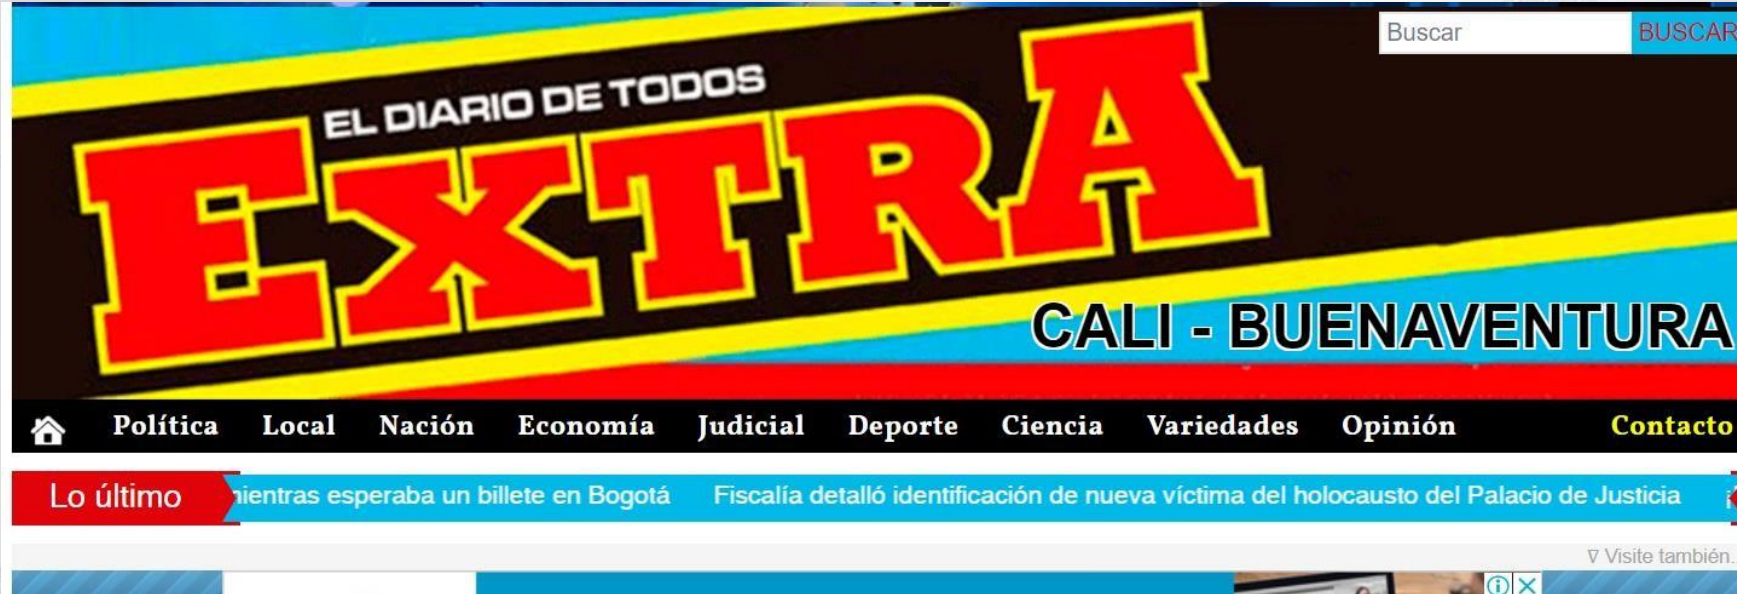 Buscar
BUSCAR
EL DIARIO DE TODOS
EXTRA
CALI - BUENAVENTURA
Política Local Nación Economía Judicial Deporte Ciencia Variedades Opinión Contacto
Lo último
esperaba un billete en Bogotá Fiscalía detalló identificación de nueva víctima del holocausto del Palacio de Justicia
∇ Visite también..